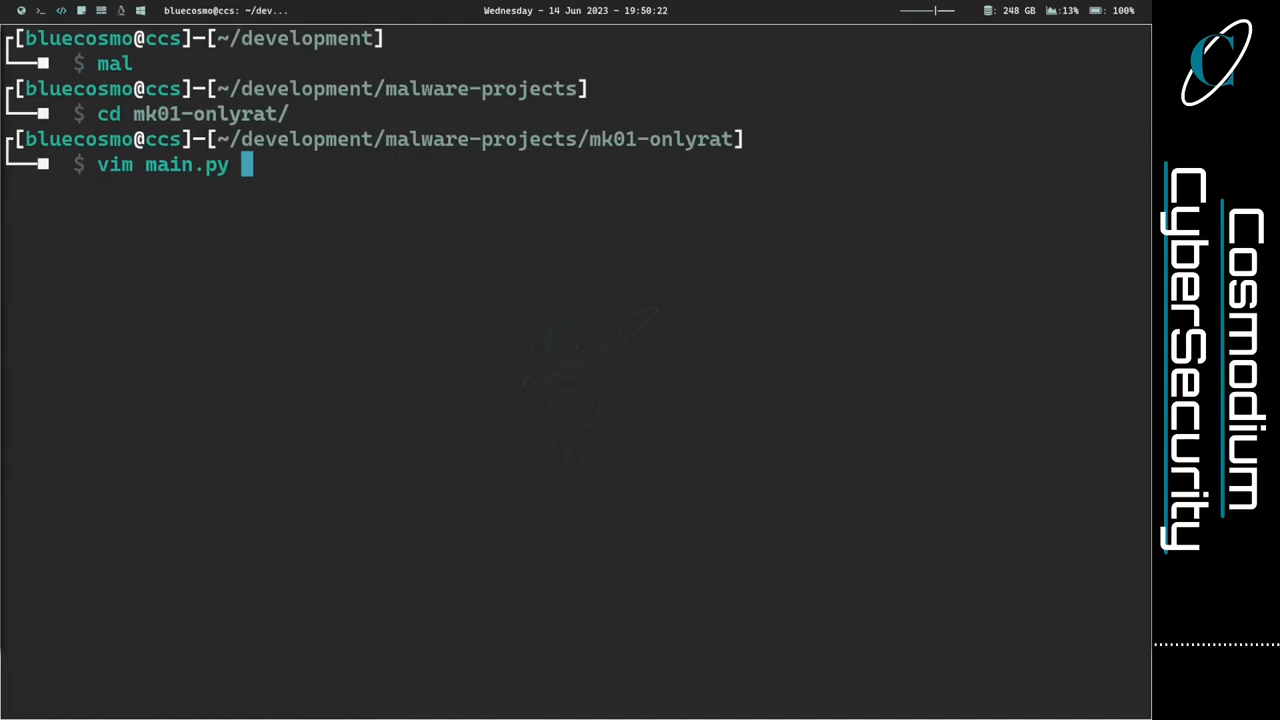 bluecosmo@ccs: ~/dev...
Wednesday - 14 Jun 2023 - 19:50:22
248 GB 13% 100%
[bluecosmo@ccs]-[~/development]
$ mal
[bluecosmo@ccs]-[~/development/malware-projects]
$ cd mk01-onlyrat/
[bluecosmo@ccs]-[~/development/malware-projects/mk01-onlyrat]
$ vim main.py
Cosmodium
CyberSecurity